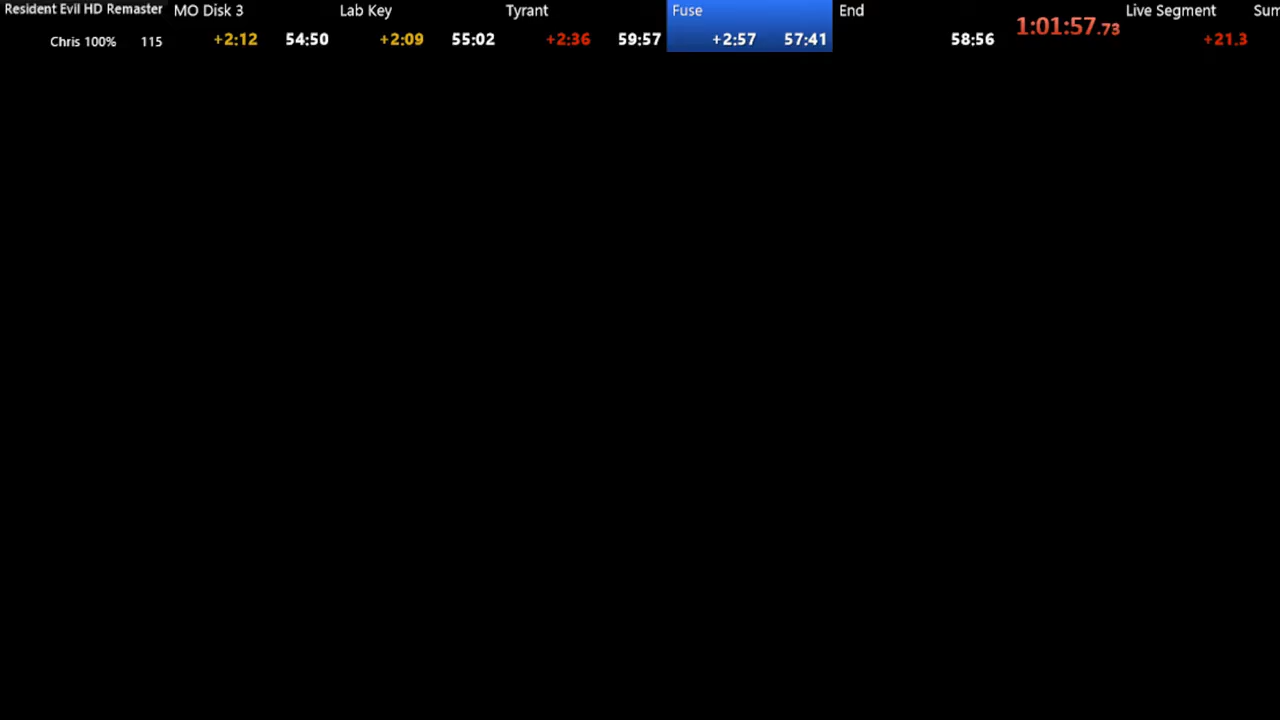 Resident Evil HD Remaster
Chris 100% 115
MO Disk 3
+2:12 54:50
Lab Key
+2:09 55:02
Tyrant
+2:36 59:57
Fuse
+2:57 57:41
End
58:56
1:01:57.73
Live Segment
+21.3